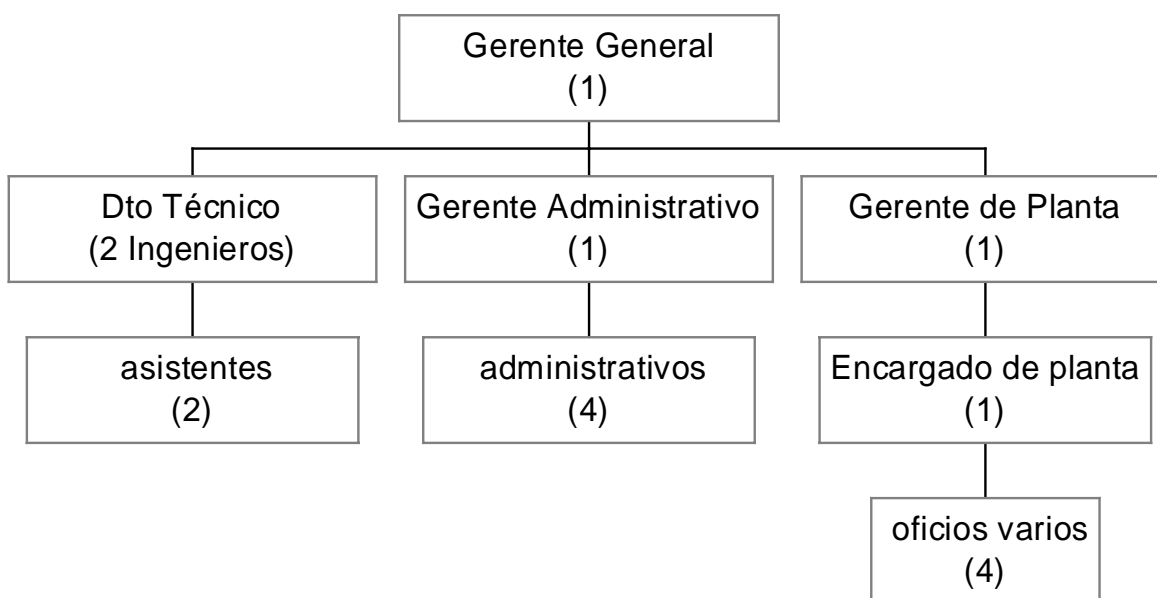 Gerente General
(1)
Dto Técnico
(2 Ingenieros)
Gerente Administrativo
(1)
Gerente de Planta
(1)
asistentes
(2)
administrativos
(4)
Encargado de planta
(1)
oficios varios
(4)